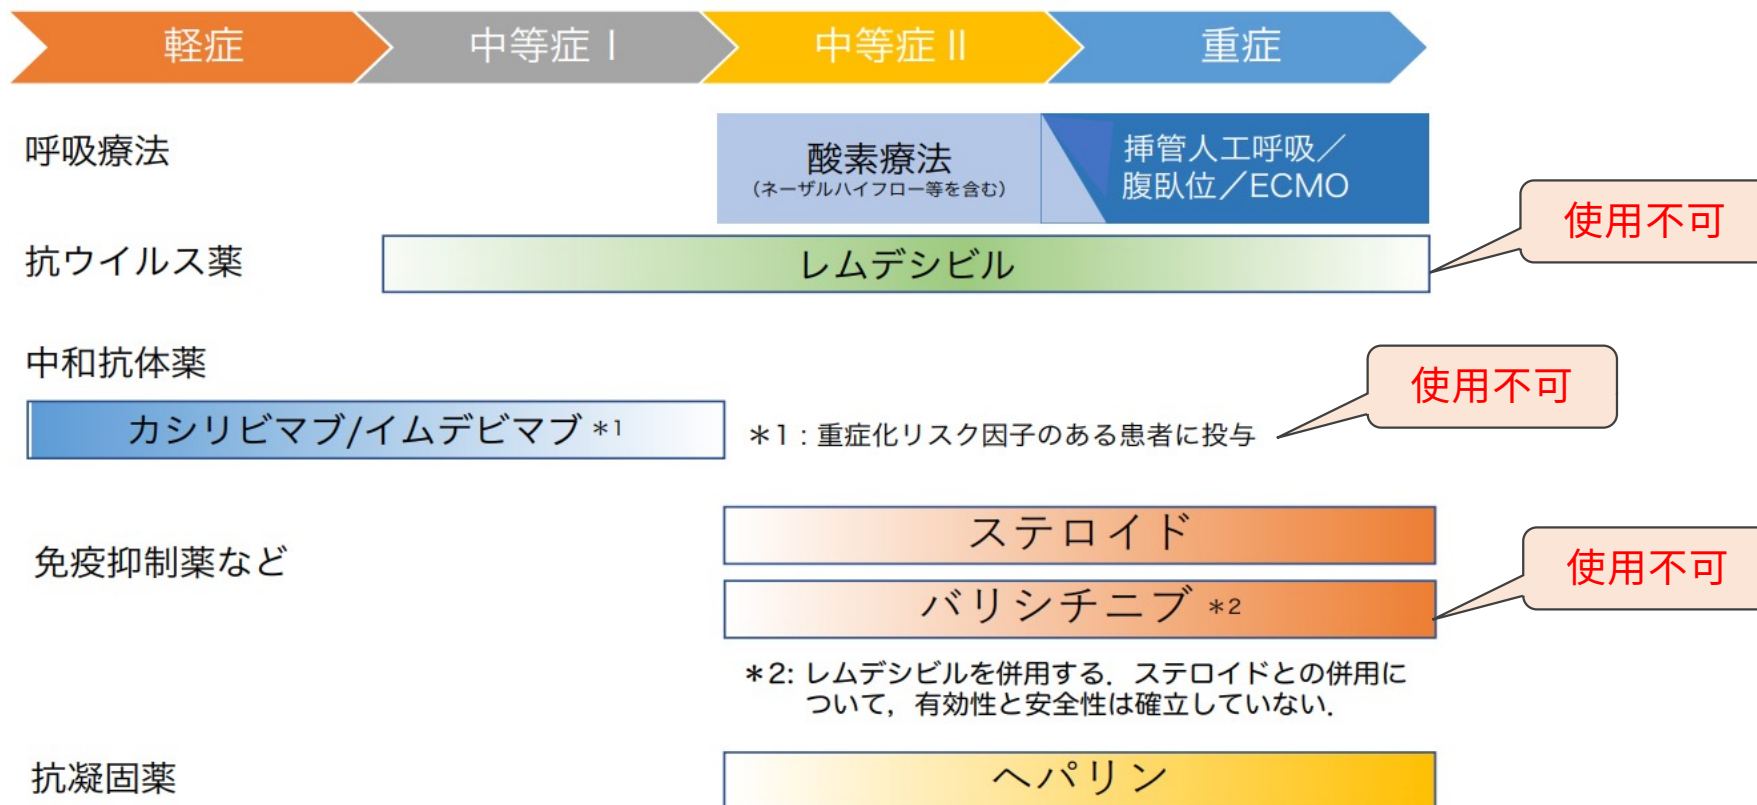 軽症
中等症 Ⅰ
中等症 Ⅱ
重症
呼吸療法
酸素療法
（ネーザルハイフロー等を含む）
挿管人工呼吸／
腹臥位／ECMO
使用不可
抗ウイルス薬
レムデシビル
中和抗体薬
使用不可
カシリビマブ/イムデビマブ *1
*1：重症化リスク因子のある患者に投与
ステロイド
免疫抑制薬など
使用不可
バリシチニブ *2
*2: レムデシビルを併用する．ステロイドとの併用に
ついて，有効性と安全性は確立していない．
抗凝固薬
ヘパリン